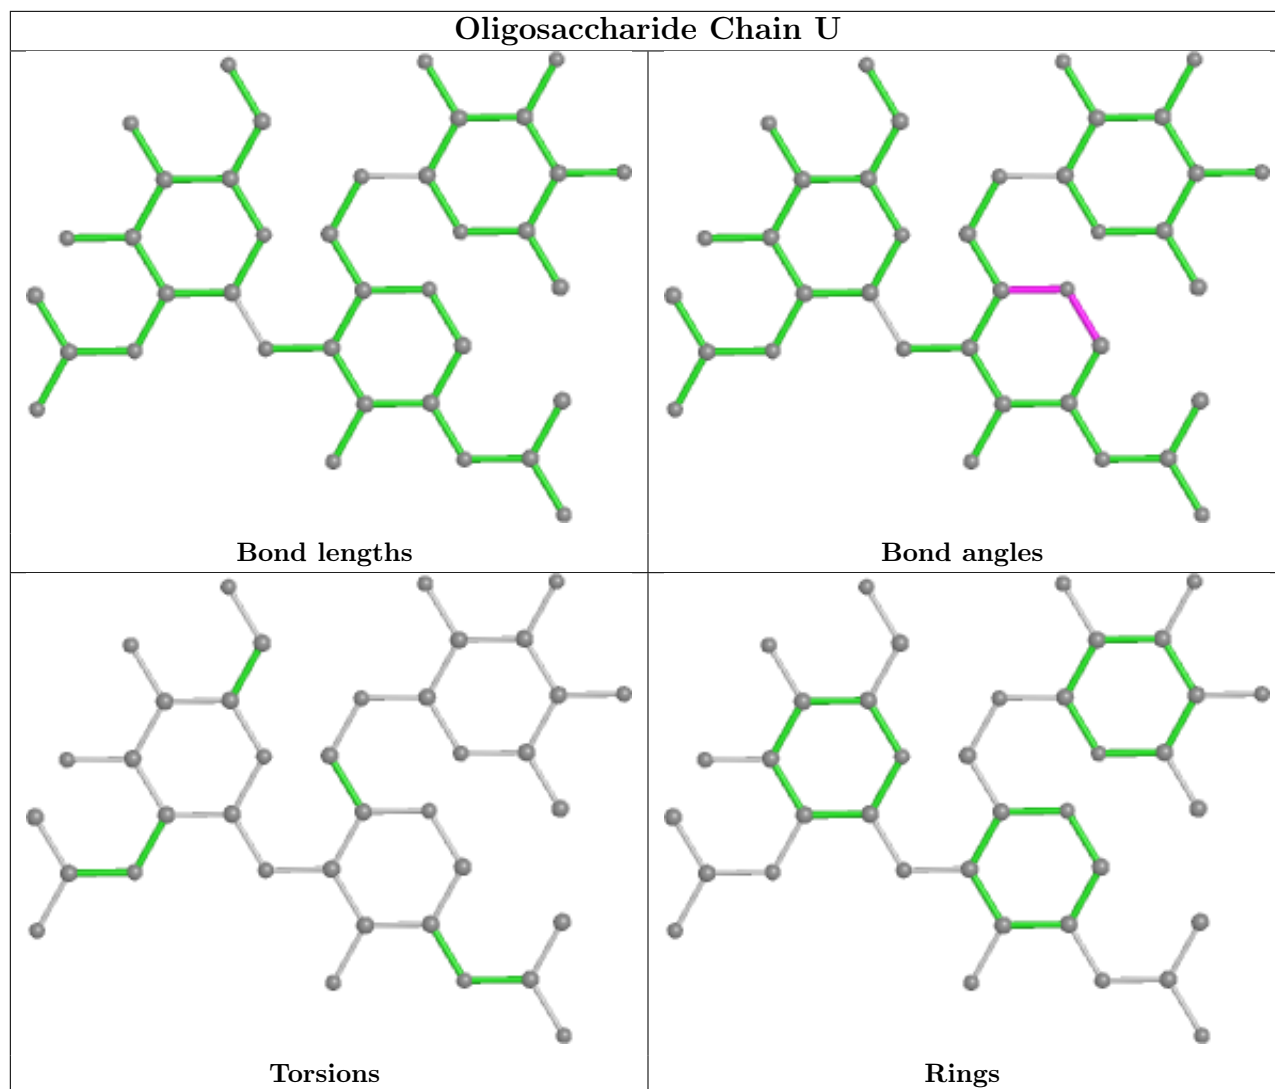 Oligosaccharide Chain U
Bond lengths
Bond angles
Torsions
Rings